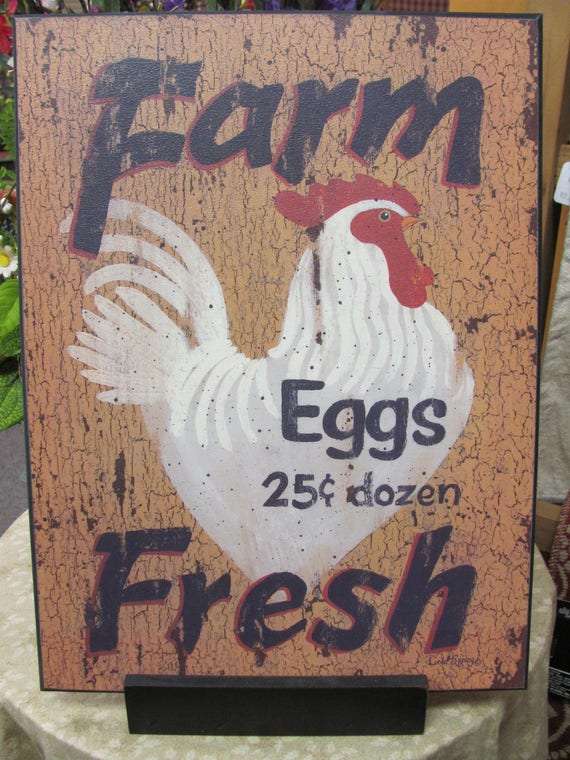 Farm
Eggs
25¢ dozen
Fresh